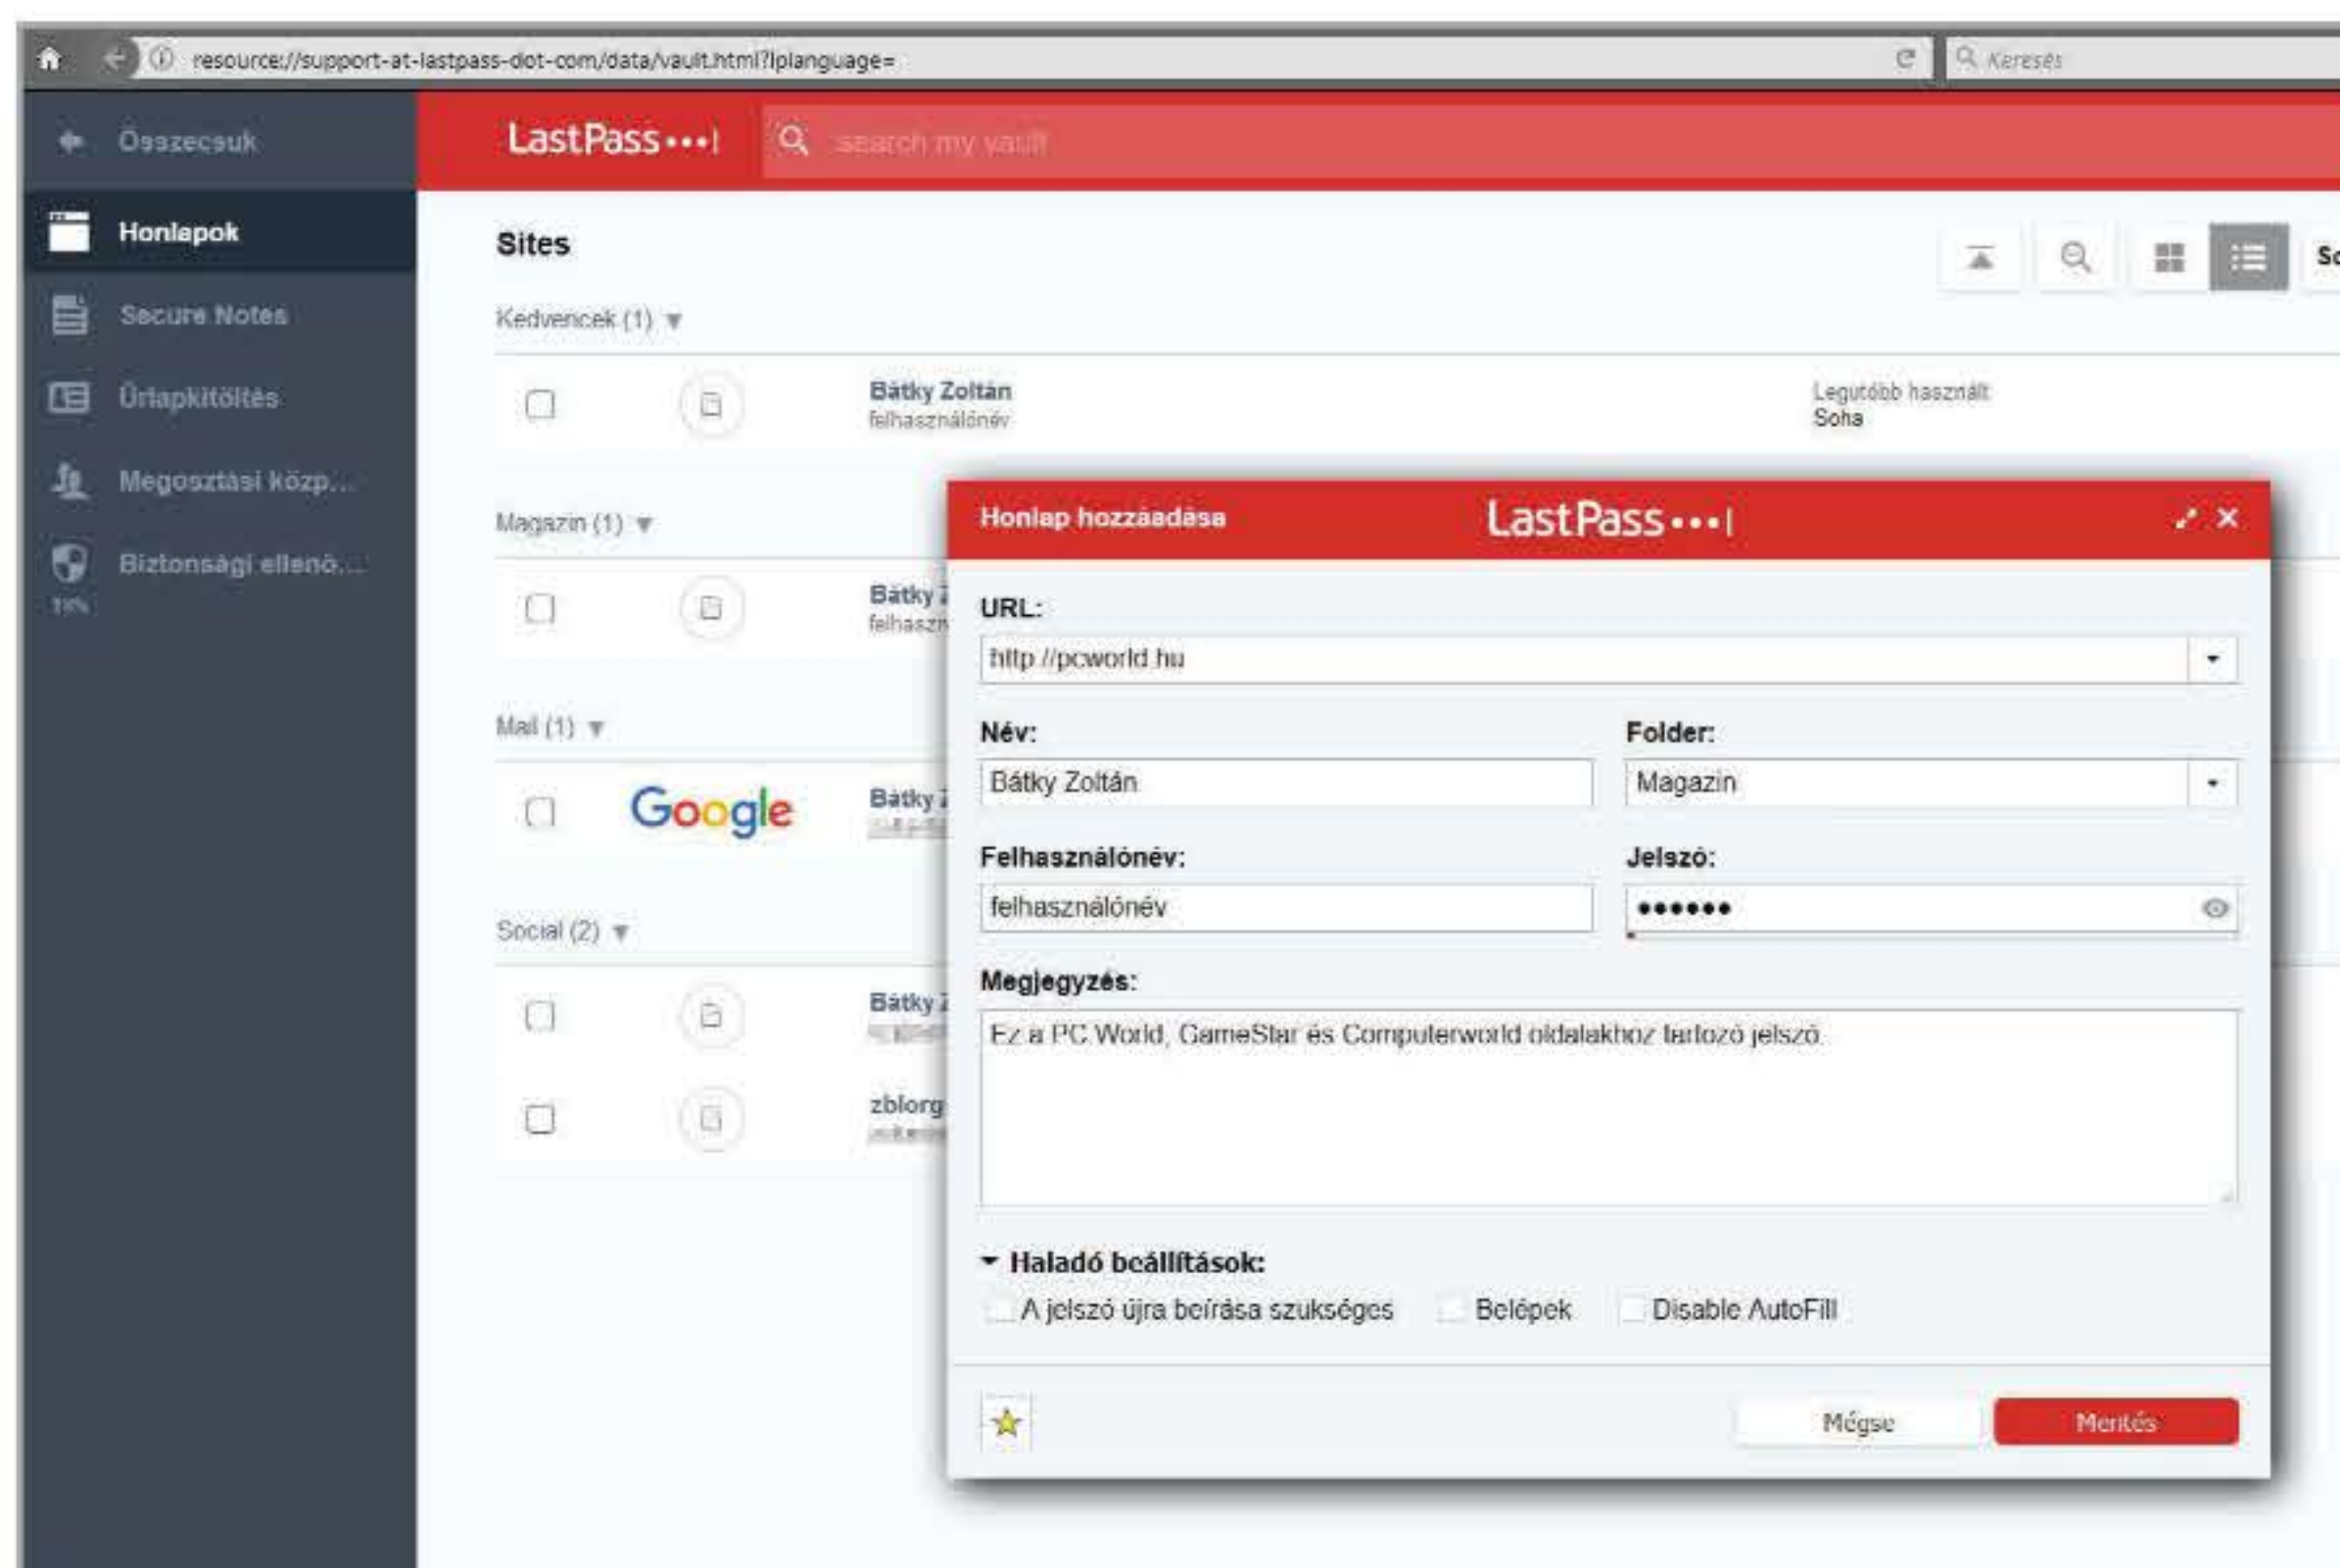 resource://support-at-lastpass-dot-com/data/vault.html?lplanguage=
Keresés
Összecsuk
LastPass
search my vault
Honlapok
Sites
Secure Notes
Kedvencek (1)
Űrlapkitöltés
Bátky Zoltán
felhasználónév
Legutóbb használt
Soha
Megosztási közp...
Magazin (1)
Biztonsági ellenő...
Bátky
Mail (1)
Google
Bátky
Social (2)
Bátky
zblorg
Honlap hozzáadása
LastPass
URL:
http://pcworld.hu
Név:
Folder:
Bátky Zoltán
Magazin
Felhasználónév:
Jelszó:
felhasználónév
••••••
Megjegyzés:
Ez a PC World, GameStar és Computerworld oldalakhoz tartozó jelszó.
Haladó beállítások:
A jelszó újra beírása szükséges
Belépek
Disable AutoFill
Mégse
Mentés